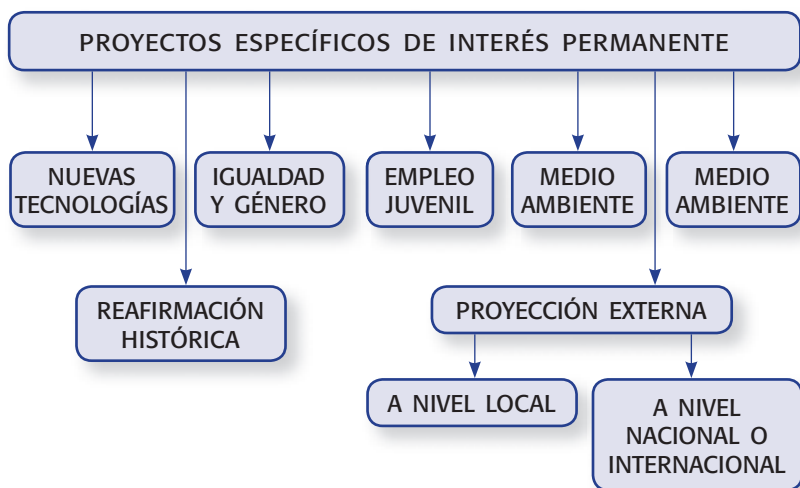 PROYECTOS ESPECÍFICOS DE INTERÉS PERMANENTE
NUEVAS
TECNOLOGÍAS
IGUALDAD
Y GÉNERO
EMPLEO
JUVENIL
MEDIO
AMBIENTE
MEDIO
AMBIENTE
REAFIRMACIÓN
HISTÓRICA
PROYECCIÓN EXTERNA
A NIVEL LOCAL
A NIVEL
NACIONAL O
INTERNACIONAL